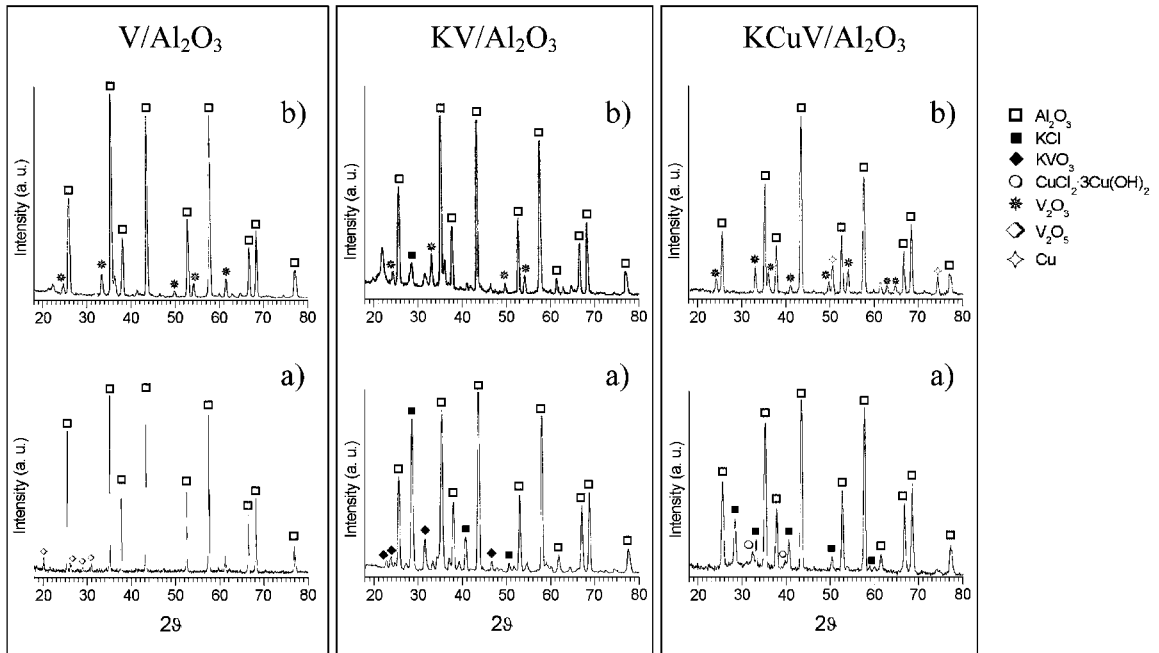 V/Al₂O₃
KV/Al₂O₃
KCuV/Al₂O₃
b)
Intensity (a. u.)
20 30 40 50 60 70 80
b)
Intensity (a. u.)
20 30 40 50 60 70 80
b)
Intensity (a. u.)
20 30 40 50 60 70 80
a)
Intensity (a. u.)
20 30 40 50 60 70 80
2ϑ
a)
Intensity (a. u.)
20 30 40 50 60 70 80
2ϑ
a)
Intensity (a. u.)
20 30 40 50 60 70 80
2ϑ
Al₂O₃
KCl
KVO₃
CuCl₂·3Cu(OH)₂
V₂O₃
V₂O₅
Cu